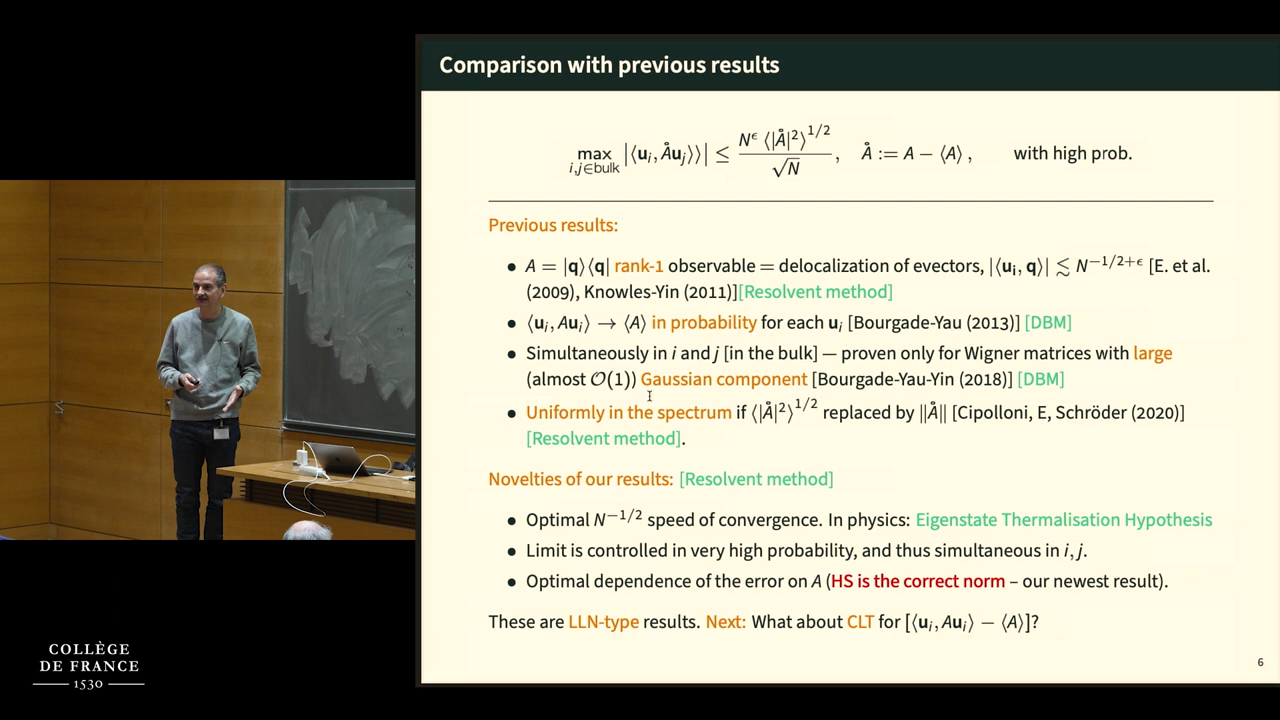 Comparison with previous results
max_{i,j∈bulk} |⟨u_i, Åu_j⟩⟩| ≤ N^ϵ ⟨|Å|²⟩^{1/2} / √N, Å := A − ⟨A⟩, with high prob.
Previous results:
• A = |q⟩⟨q| rank-1 observable = delocalization of evectors, |⟨u_i, q⟩| ≲ N^{−1/2+ϵ} [E. et al.
(2009), Knowles-Yin (2011)][Resolvent method]
• ⟨u_i, Au_i⟩ → ⟨A⟩ in probability for each u_i [Bourgade-Yau (2013)] [DBM]
• Simultaneously in i and j [in the bulk] — proven only for Wigner matrices with large
(almost O(1)) Gaussian component [Bourgade-Yau-Yin (2018)] [DBM]
• Uniformly in the spectrum if ⟨|Å|²⟩^{1/2} replaced by ‖Å‖ [Cipolloni, E, Schröder (2020)]
[Resolvent method].
Novelties of our results: [Resolvent method]
• Optimal N^{−1/2} speed of convergence. In physics: Eigenstate Thermalisation Hypothesis
• Limit is controlled in very high probability, and thus simultaneous in i, j.
• Optimal dependence of the error on A (HS is the correct norm – our newest result).
These are LLN-type results. Next: What about CLT for [⟨u_i, Au_i⟩ − ⟨A⟩]?
6
COLLÈGE
DE FRANCE
1530